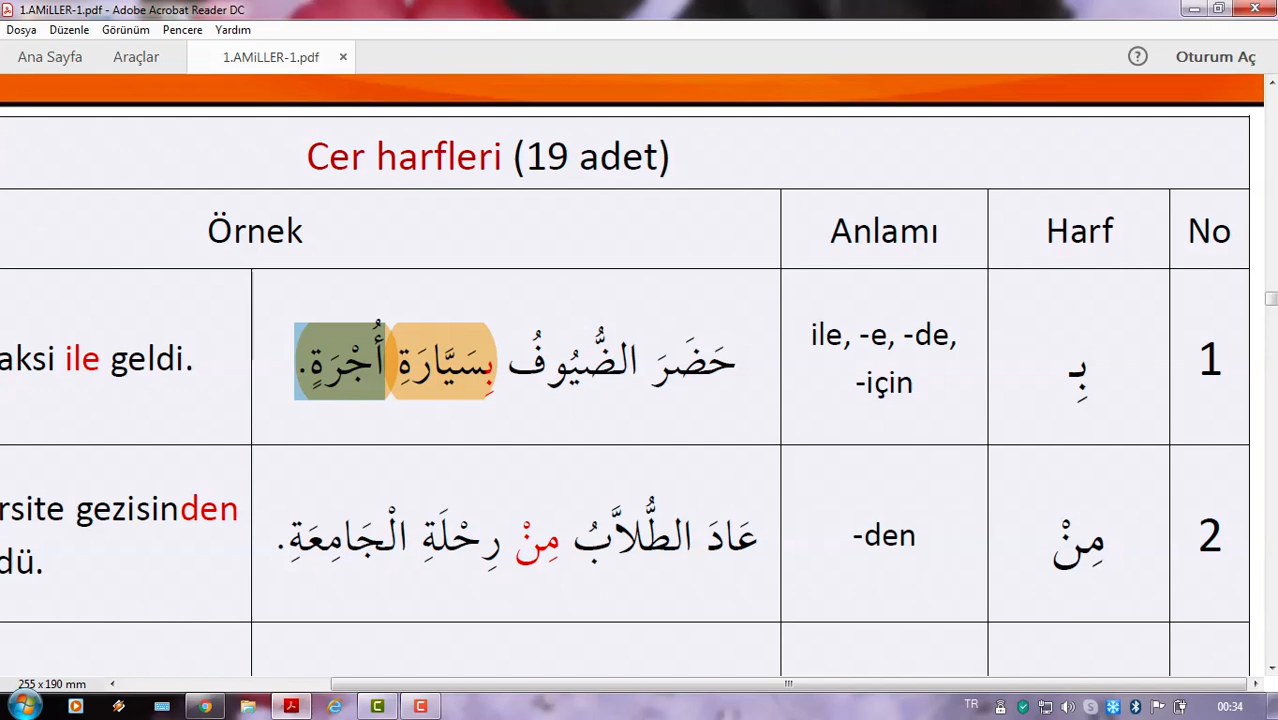 1.AMiLLER-1.pdf - Adobe Acrobat Reader DC
Dosya Düzenle Görünüm Pencere Yardım
Ana Sayfa Araçlar 1.AMiLLER-1.pdf × ? Oturum Aç
Cer harfleri (19 adet)
Örnek Anlamı Harf No
aksi ile geldi.
حَضَرَ الضُّيُوفُ بِسَيَّارَةِ أُجْرَةٍ.
ile, -e, -de,
-için
بِـ
1
rsite gezisinden
dü.
عَادَ الطُّلاَّبُ مِنْ رِحْلَةِ الْجَامِعَةِ.
-den
مِنْ
2
255 x 190 mm
TR 00:34